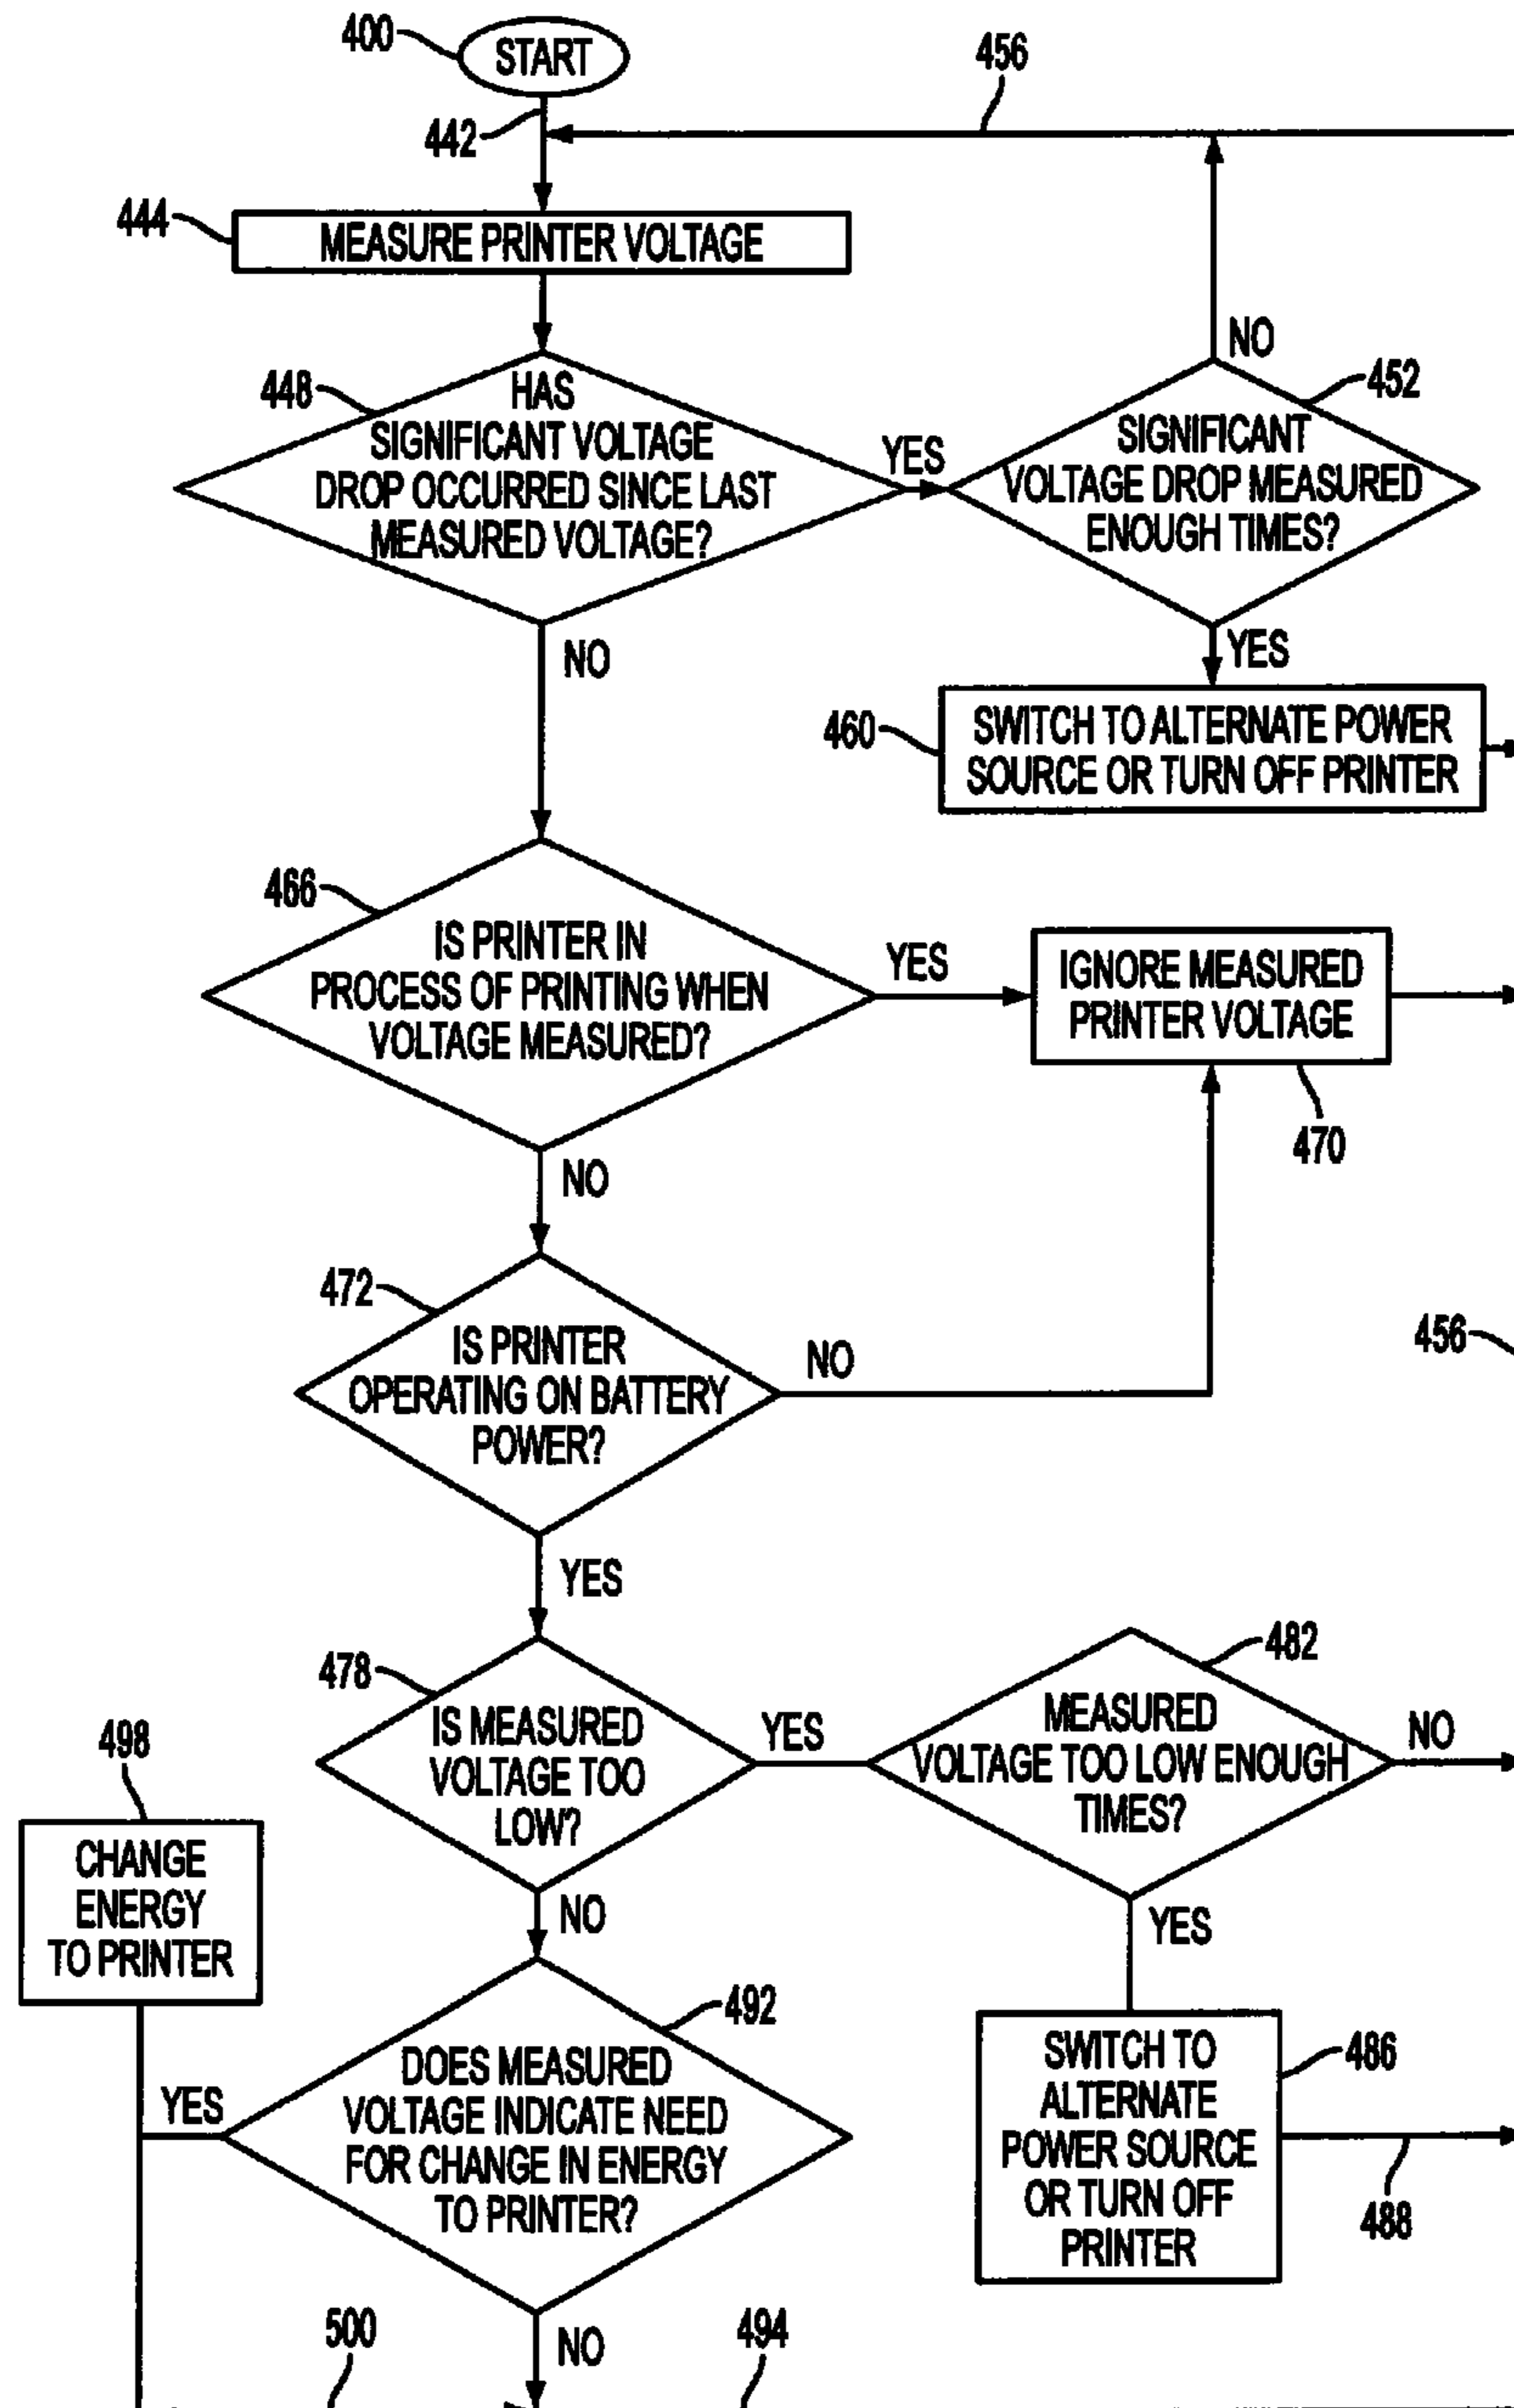 400
START
456
442
444
MEASURE PRINTER VOLTAGE
NO
448
HAS
SIGNIFICANT VOLTAGE
DROP OCCURRED SINCE LAST
MEASURED VOLTAGE?
YES
452
SIGNIFICANT
VOLTAGE DROP MEASURED
ENOUGH TIMES?
NO
YES
460
SWITCH TO ALTERNATE POWER
SOURCE OR TURN OFF PRINTER
466
IS PRINTER IN
PROCESS OF PRINTING WHEN
VOLTAGE MEASURED?
YES
IGNORE MEASURED
PRINTER VOLTAGE
470
NO
472
IS PRINTER
OPERATING ON BATTERY
POWER?
NO
456
YES
478
IS MEASURED
VOLTAGE TOO
LOW?
YES
482
MEASURED
VOLTAGE TOO LOW ENOUGH
TIMES?
NO
498
CHANGE
ENERGY
TO PRINTER
NO
YES
492
DOES MEASURED
VOLTAGE INDICATE NEED
FOR CHANGE IN ENERGY
TO PRINTER?
YES
SWITCH TO
ALTERNATE
POWER SOURCE
OR TURN OFF
PRINTER
486
488
500
NO
494